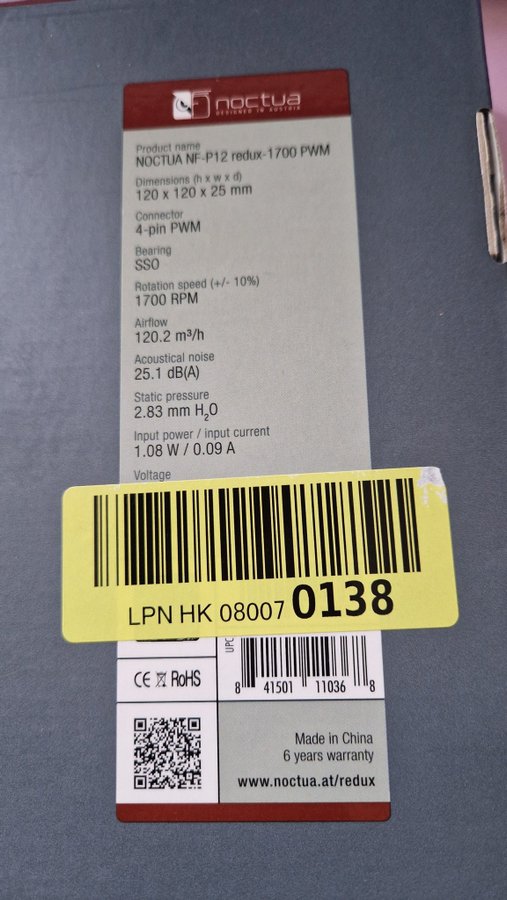 noctua
DESIGNED IN AUSTRIA
Product name
NOCTUA NF-P12 redux-1700 PWM
Dimensions (h x w x d)
120 x 120 x 25 mm
Connector
4-pin PWM
Bearing
SSO
Rotation speed (+/- 10%)
1700 RPM
Airflow
120.2 m³/h
Acoustical noise
25.1 dB(A)
Static pressure
2.83 mm H₂O
Input power / input current
1.08 W / 0.09 A
Voltage
LPN HK 08007 0138
UPC
CE RoHS
8 41501 11036 8
Made in China
6 years warranty
www.noctua.at/redux